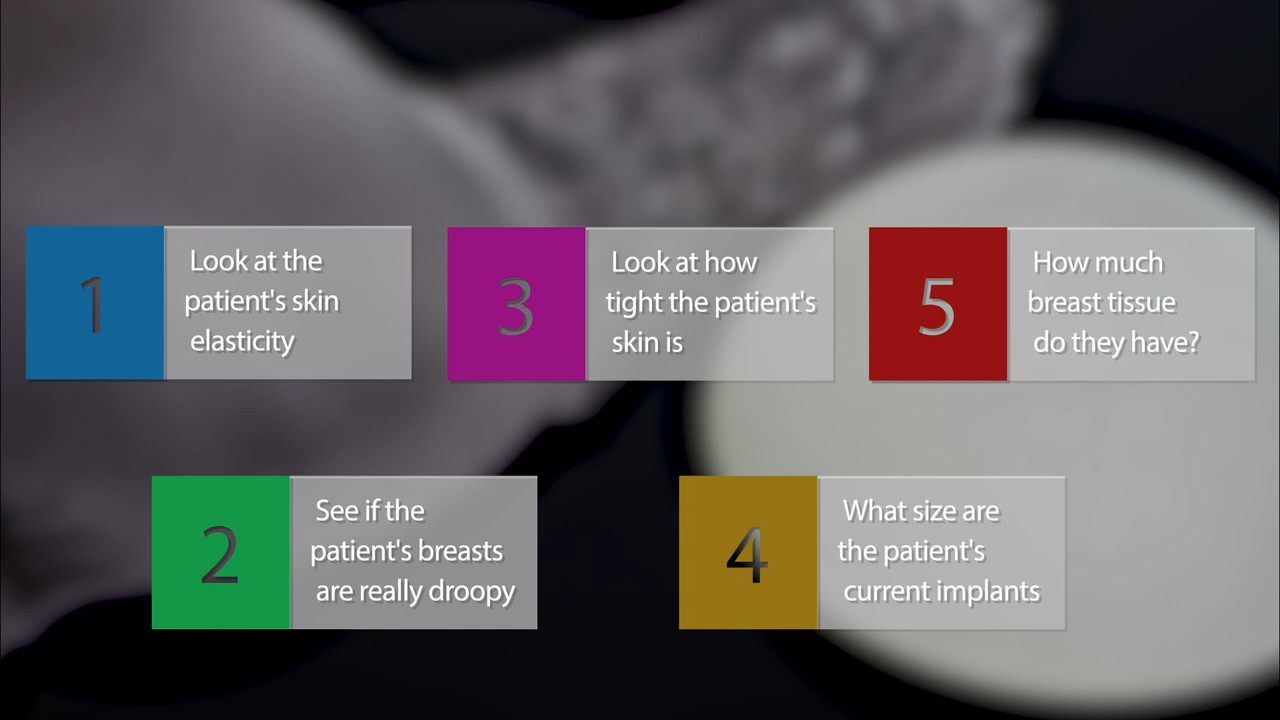 1
Look at the
patient's skin
elasticity
2
See if the
patient's breasts
are really droopy
3
Look at how
tight the patient's
skin is
4
What size are
the patient's
current implants
5
How much
breast tissue
do they have?